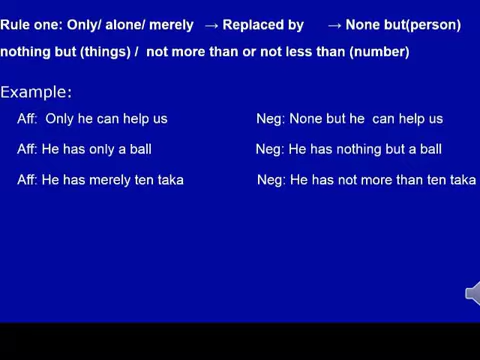 Rule one: Only/ alone/ merely → Replaced by → None but(person)
nothing but (things) / not more than or not less than (number)
Example:
Aff: Only he can help us Neg: None but he can help us
Aff: He has only a ball Neg: He has nothing but a ball
Aff: He has merely ten taka Neg: He has not more than ten taka